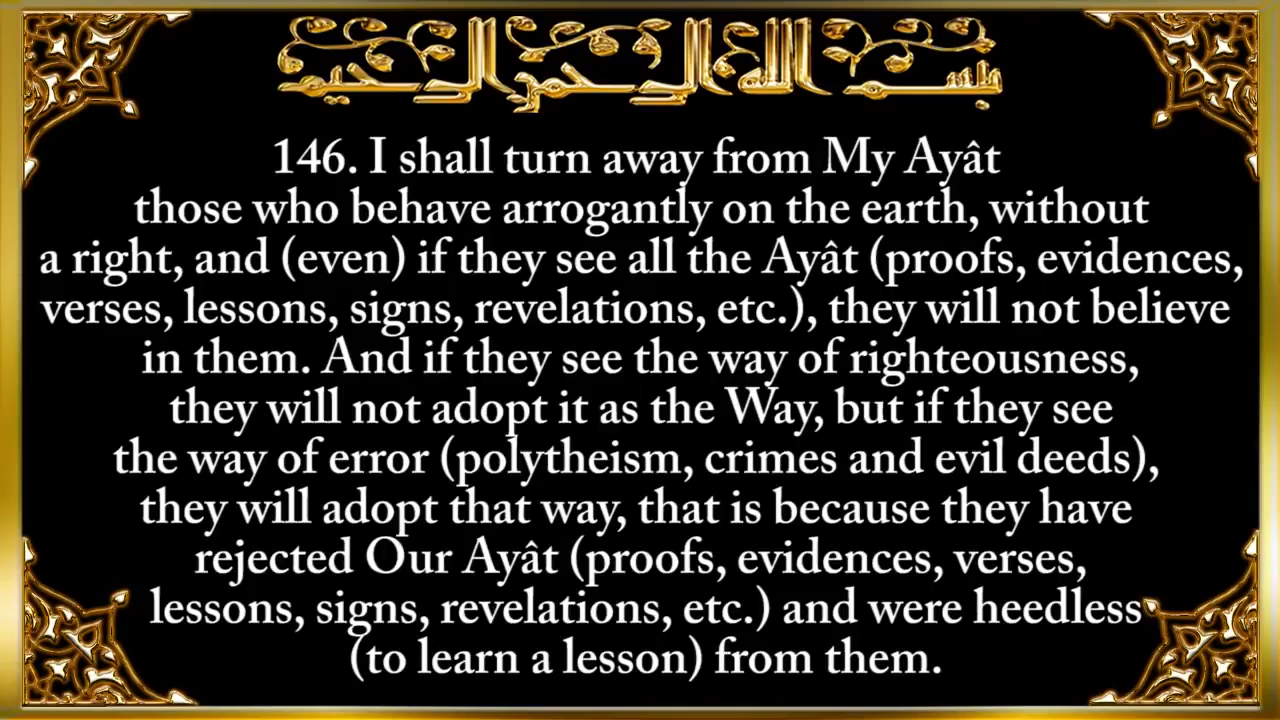 بسم الله الرحمن الرحيم
146. I shall turn away from My Ayât
those who behave arrogantly on the earth, without
a right, and (even) if they see all the Ayât (proofs, evidences,
verses, lessons, signs, revelations, etc.), they will not believe
in them. And if they see the way of righteousness,
they will not adopt it as the Way, but if they see
the way of error (polytheism, crimes and evil deeds),
they will adopt that way, that is because they have
rejected Our Ayât (proofs, evidences, verses,
lessons, signs, revelations, etc.) and were heedless
(to learn a lesson) from them.